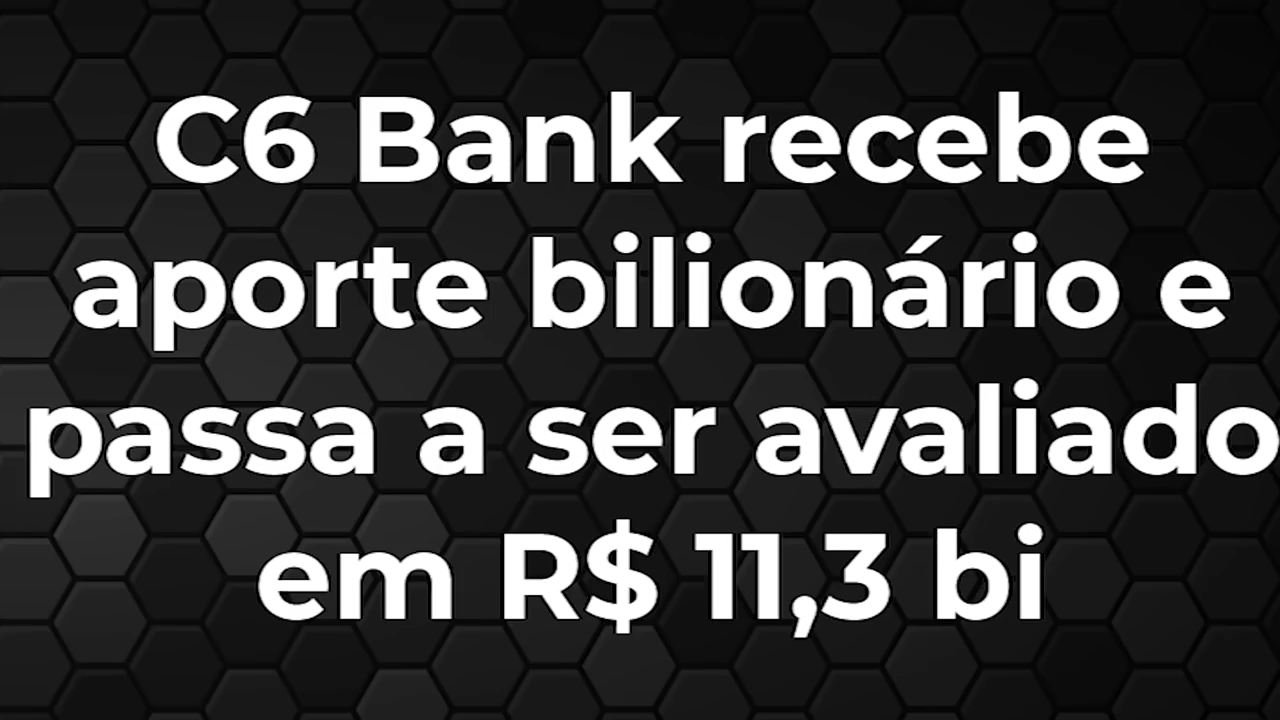 C6 Bank recebe
aporte bilionário e
passa a ser avaliado
em R$ 11,3 bi